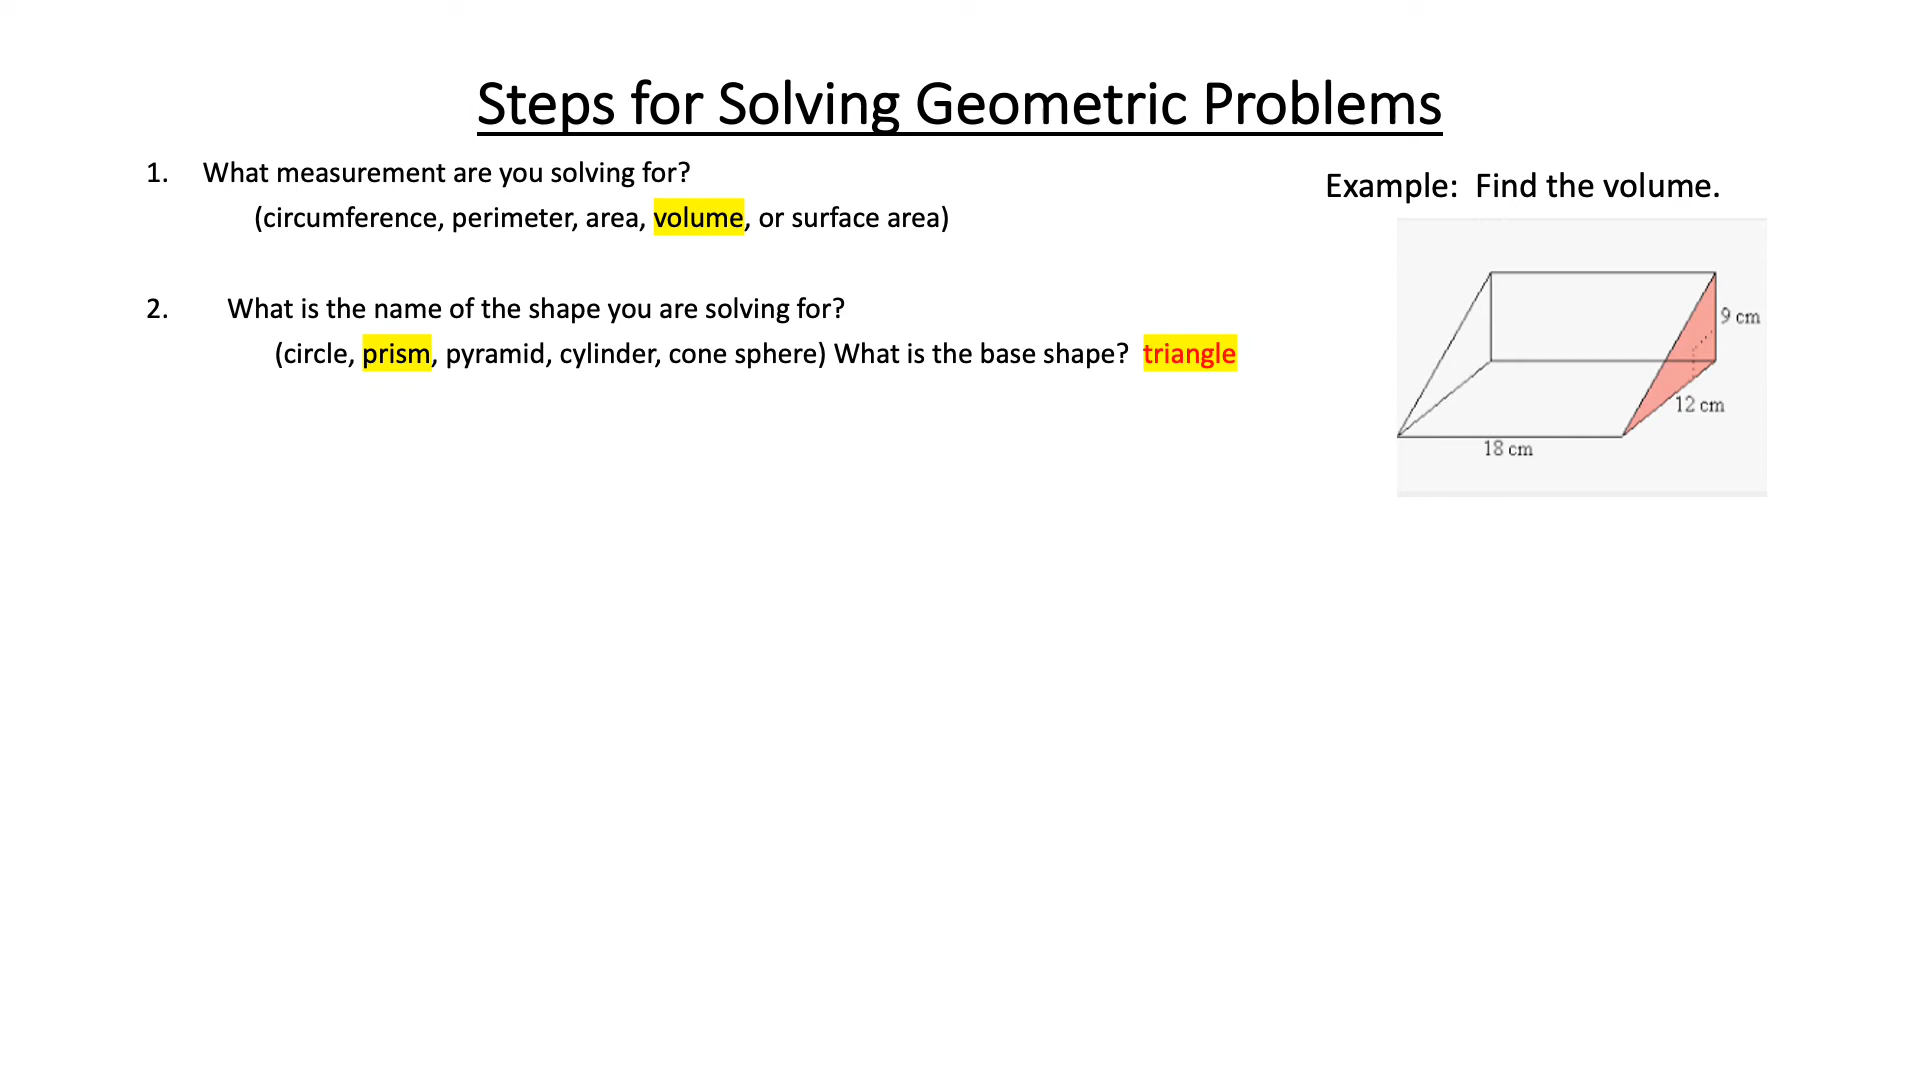 Steps for Solving Geometric Problems
1. What measurement are you solving for?
(circumference, perimeter, area, volume, or surface area)
2. What is the name of the shape you are solving for?
(circle, prism, pyramid, cylinder, cone sphere) What is the base shape? triangle
Example: Find the volume.
9 cm
12 cm
18 cm